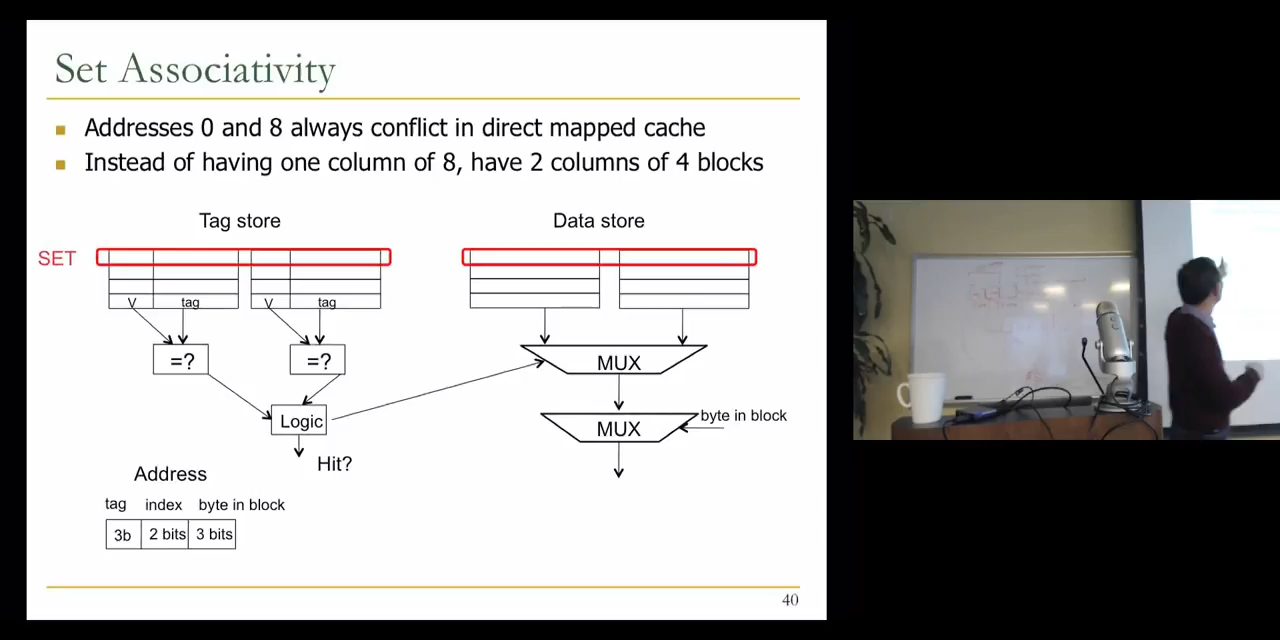 Set Associativity
Addresses 0 and 8 always conflict in direct mapped cache
Instead of having one column of 8, have 2 columns of 4 blocks
Tag store
Data store
SET
V tag V tag
=? =?
MUX
Logic
MUX
byte in block
Hit?
Address
tag index byte in block
3b 2 bits 3 bits
40